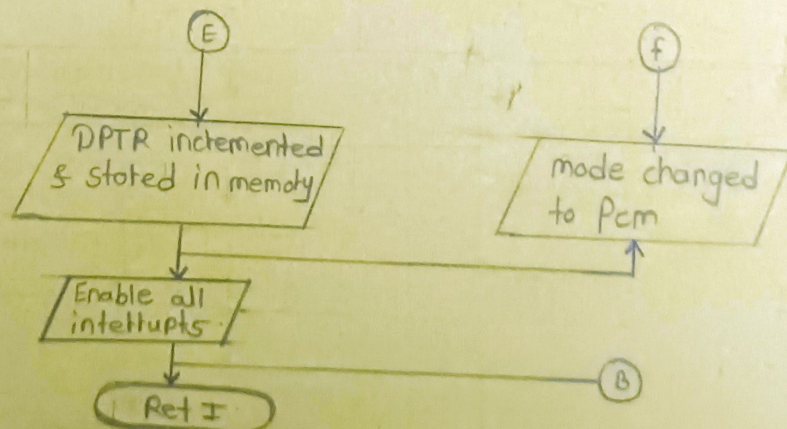 E
f
DPTR incremented
& stored in memory
mode changed
to Pcm
Enable all
interrupts
B
Ret I